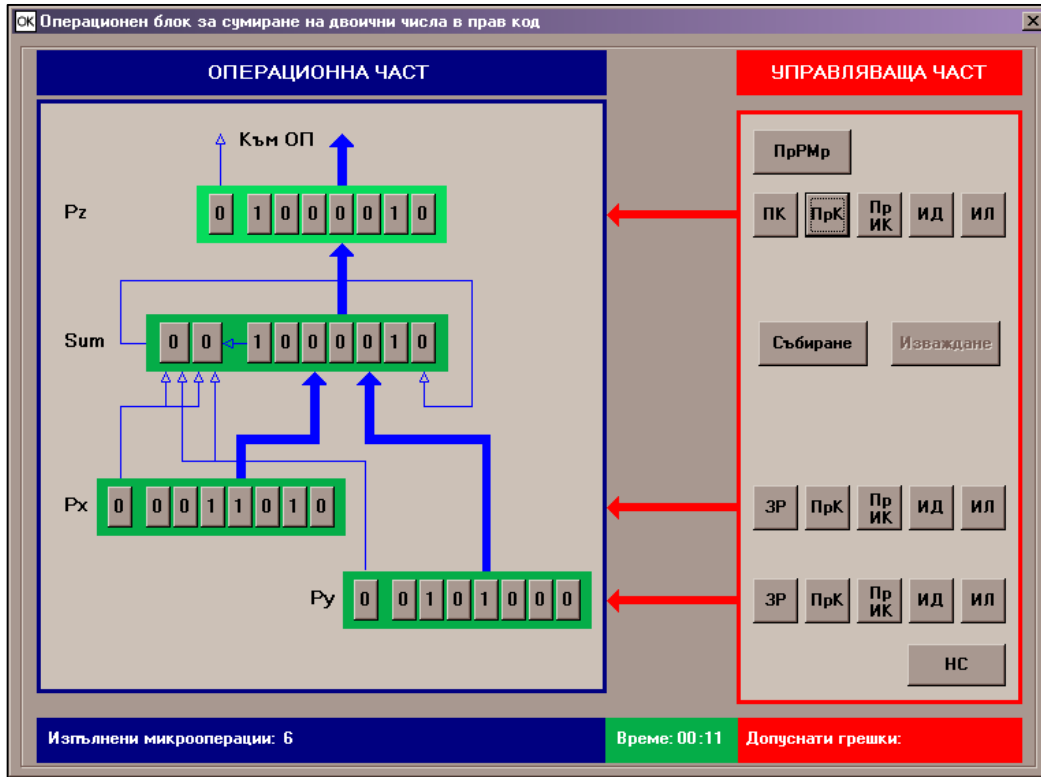 OK Операционен блок за сумиране на двоични числа в прав код
ОПЕРАЦИОННА ЧАСТ
УПРАВЛЯВАЩА ЧАСТ
Към ОП
ПрРМр
Pz 0 1 0 0 0 0 1 0
ПК ПрК Пр ИК ИД ИЛ
Sum 0 0 1 0 0 0 0 1 0
Събиране Изваждане
Px 0 0 0 1 1 0 1 0
ЗР ПрК Пр ИК ИД ИЛ
Py 0 0 1 0 1 0 0 0
ЗР ПрК Пр ИК ИД ИЛ
НС
Изпълнени микрооперации: 6
Време: 00:11
Допуснати грешки: